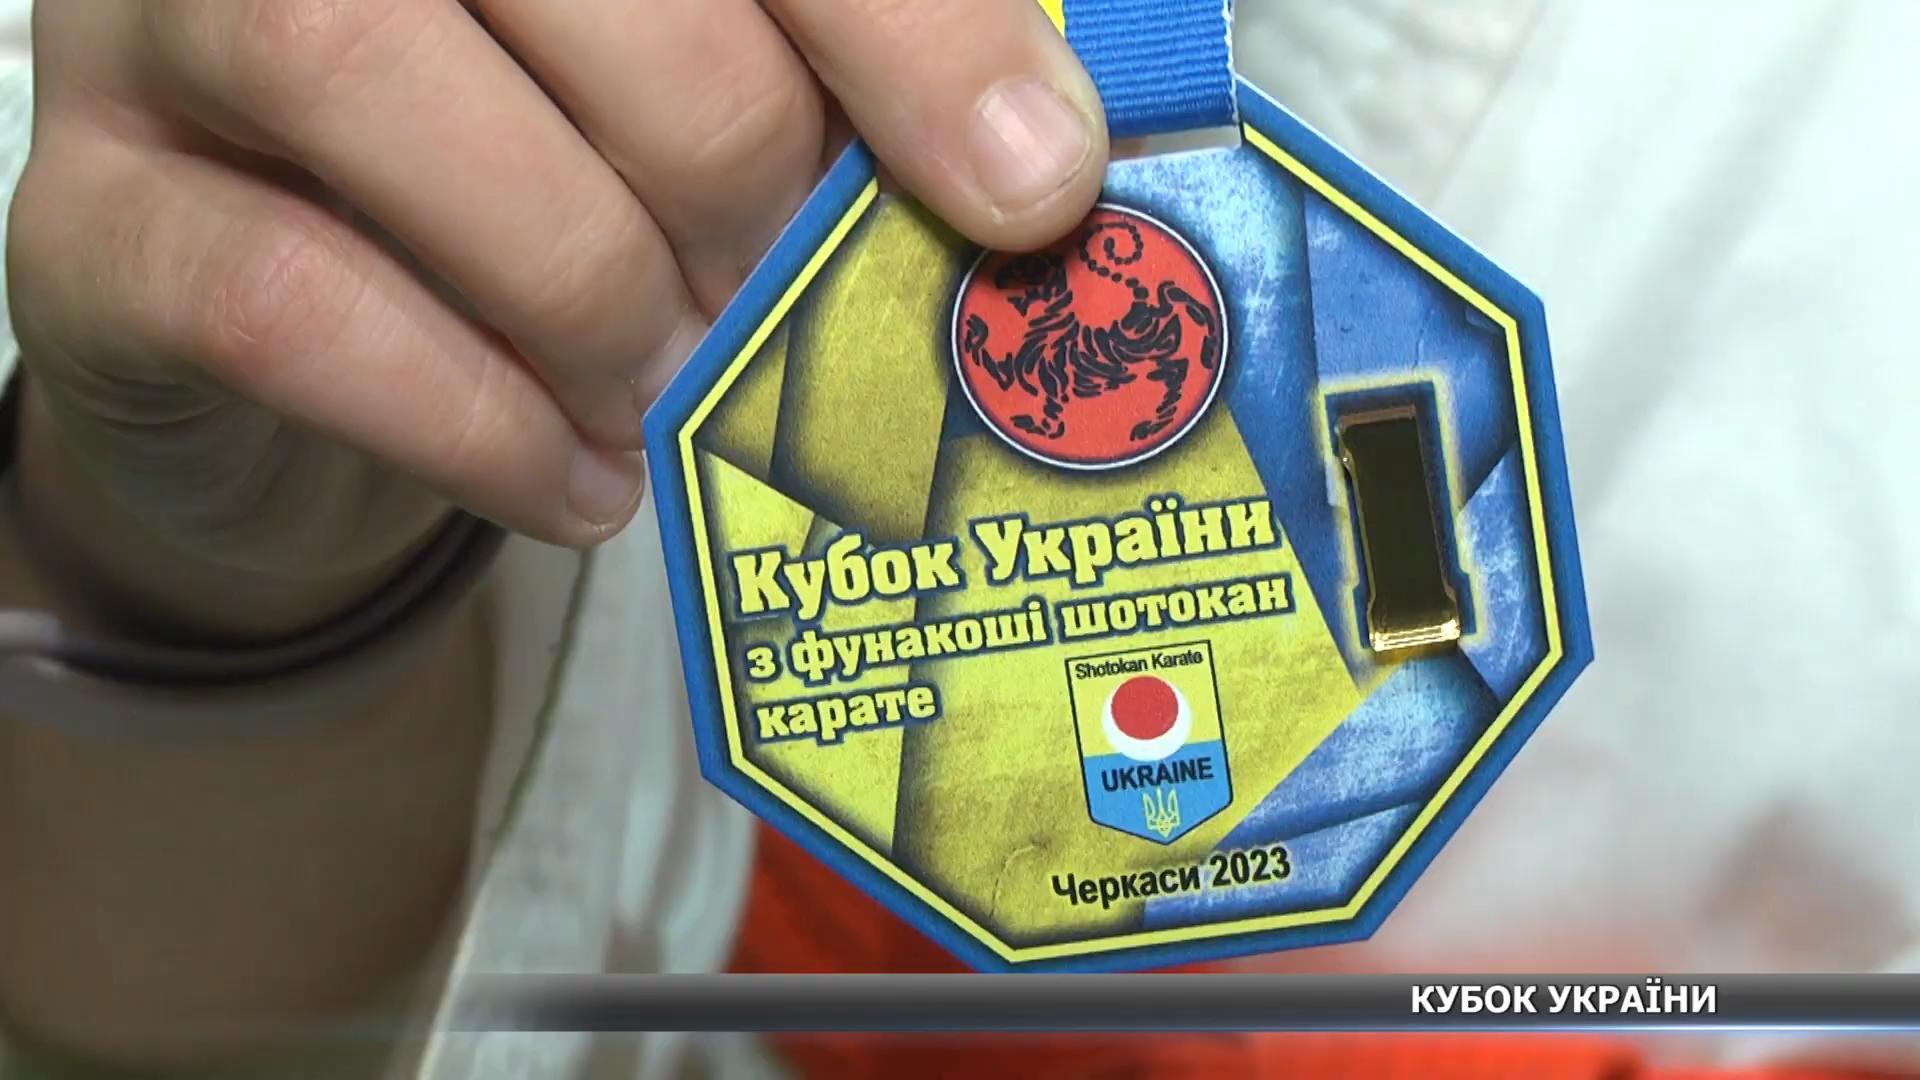 Кубок України
з фунакоші шотокан
карате
Shotokan Karate
UKRAINE
Черкаси 2023
КУБОК УКРАЇНИ